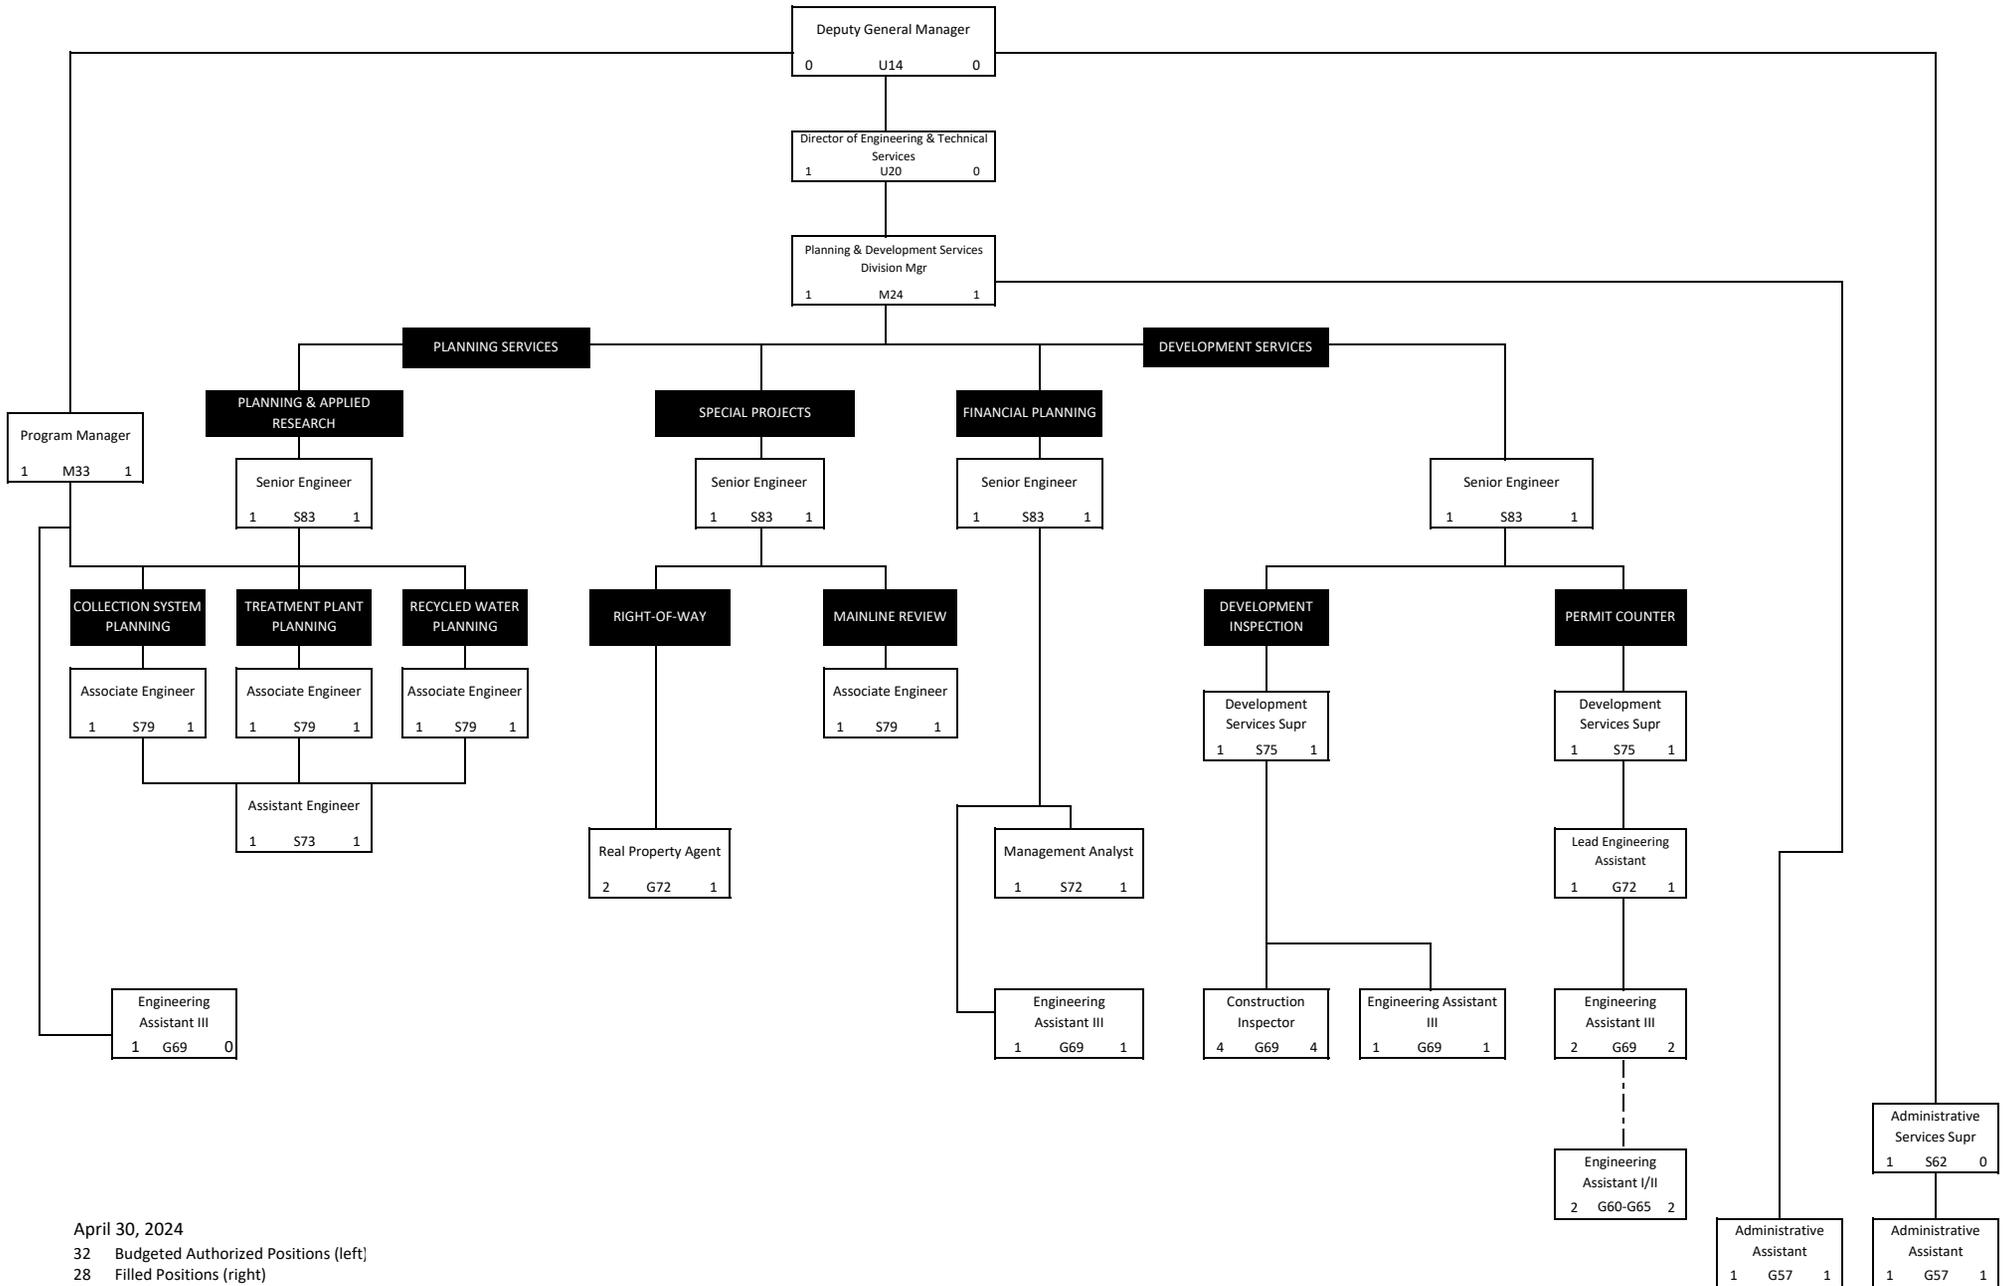 Deputy General Manager
0 U14 0
Director of Engineering & Technical
Services
1 U20 0
Planning & Development Services
Division Mgr
1 M24 1
PLANNING SERVICES
DEVELOPMENT SERVICES
PLANNING & APPLIED
RESEARCH
SPECIAL PROJECTS
FINANCIAL PLANNING
Program Manager
1 M33 1
Senior Engineer
1 S83 1
Senior Engineer
1 S83 1
Senior Engineer
1 S83 1
Senior Engineer
1 S83 1
COLLECTION SYSTEM
PLANNING
TREATMENT PLANT
PLANNING
RECYCLED WATER
PLANNING
RIGHT-OF-WAY
MAINLINE REVIEW
DEVELOPMENT
INSPECTION
PERMIT COUNTER
Associate Engineer
1 S79 1
Associate Engineer
1 S79 1
Associate Engineer
1 S79 1
Associate Engineer
1 S79 1
Development
Services Supr
1 S75 1
Development
Services Supr
1 S75 1
Assistant Engineer
1 S73 1
Real Property Agent
2 G72 1
Management Analyst
1 S72 1
Lead Engineering
Assistant
1 G72 1
Engineering
Assistant III
1 G69 0
Engineering
Assistant III
1 G69 1
Construction
Inspector
4 G69 4
Engineering Assistant
III
1 G69 1
Engineering
Assistant III
2 G69 2
Administrative
Services Supr
1 S62 0
Engineering
Assistant I/II
2 G60-G65 2
Administrative
Assistant
1 G57 1
Administrative
Assistant
1 G57 1
April 30, 2024
32 Budgeted Authorized Positions (left)
28 Filled Positions (right)